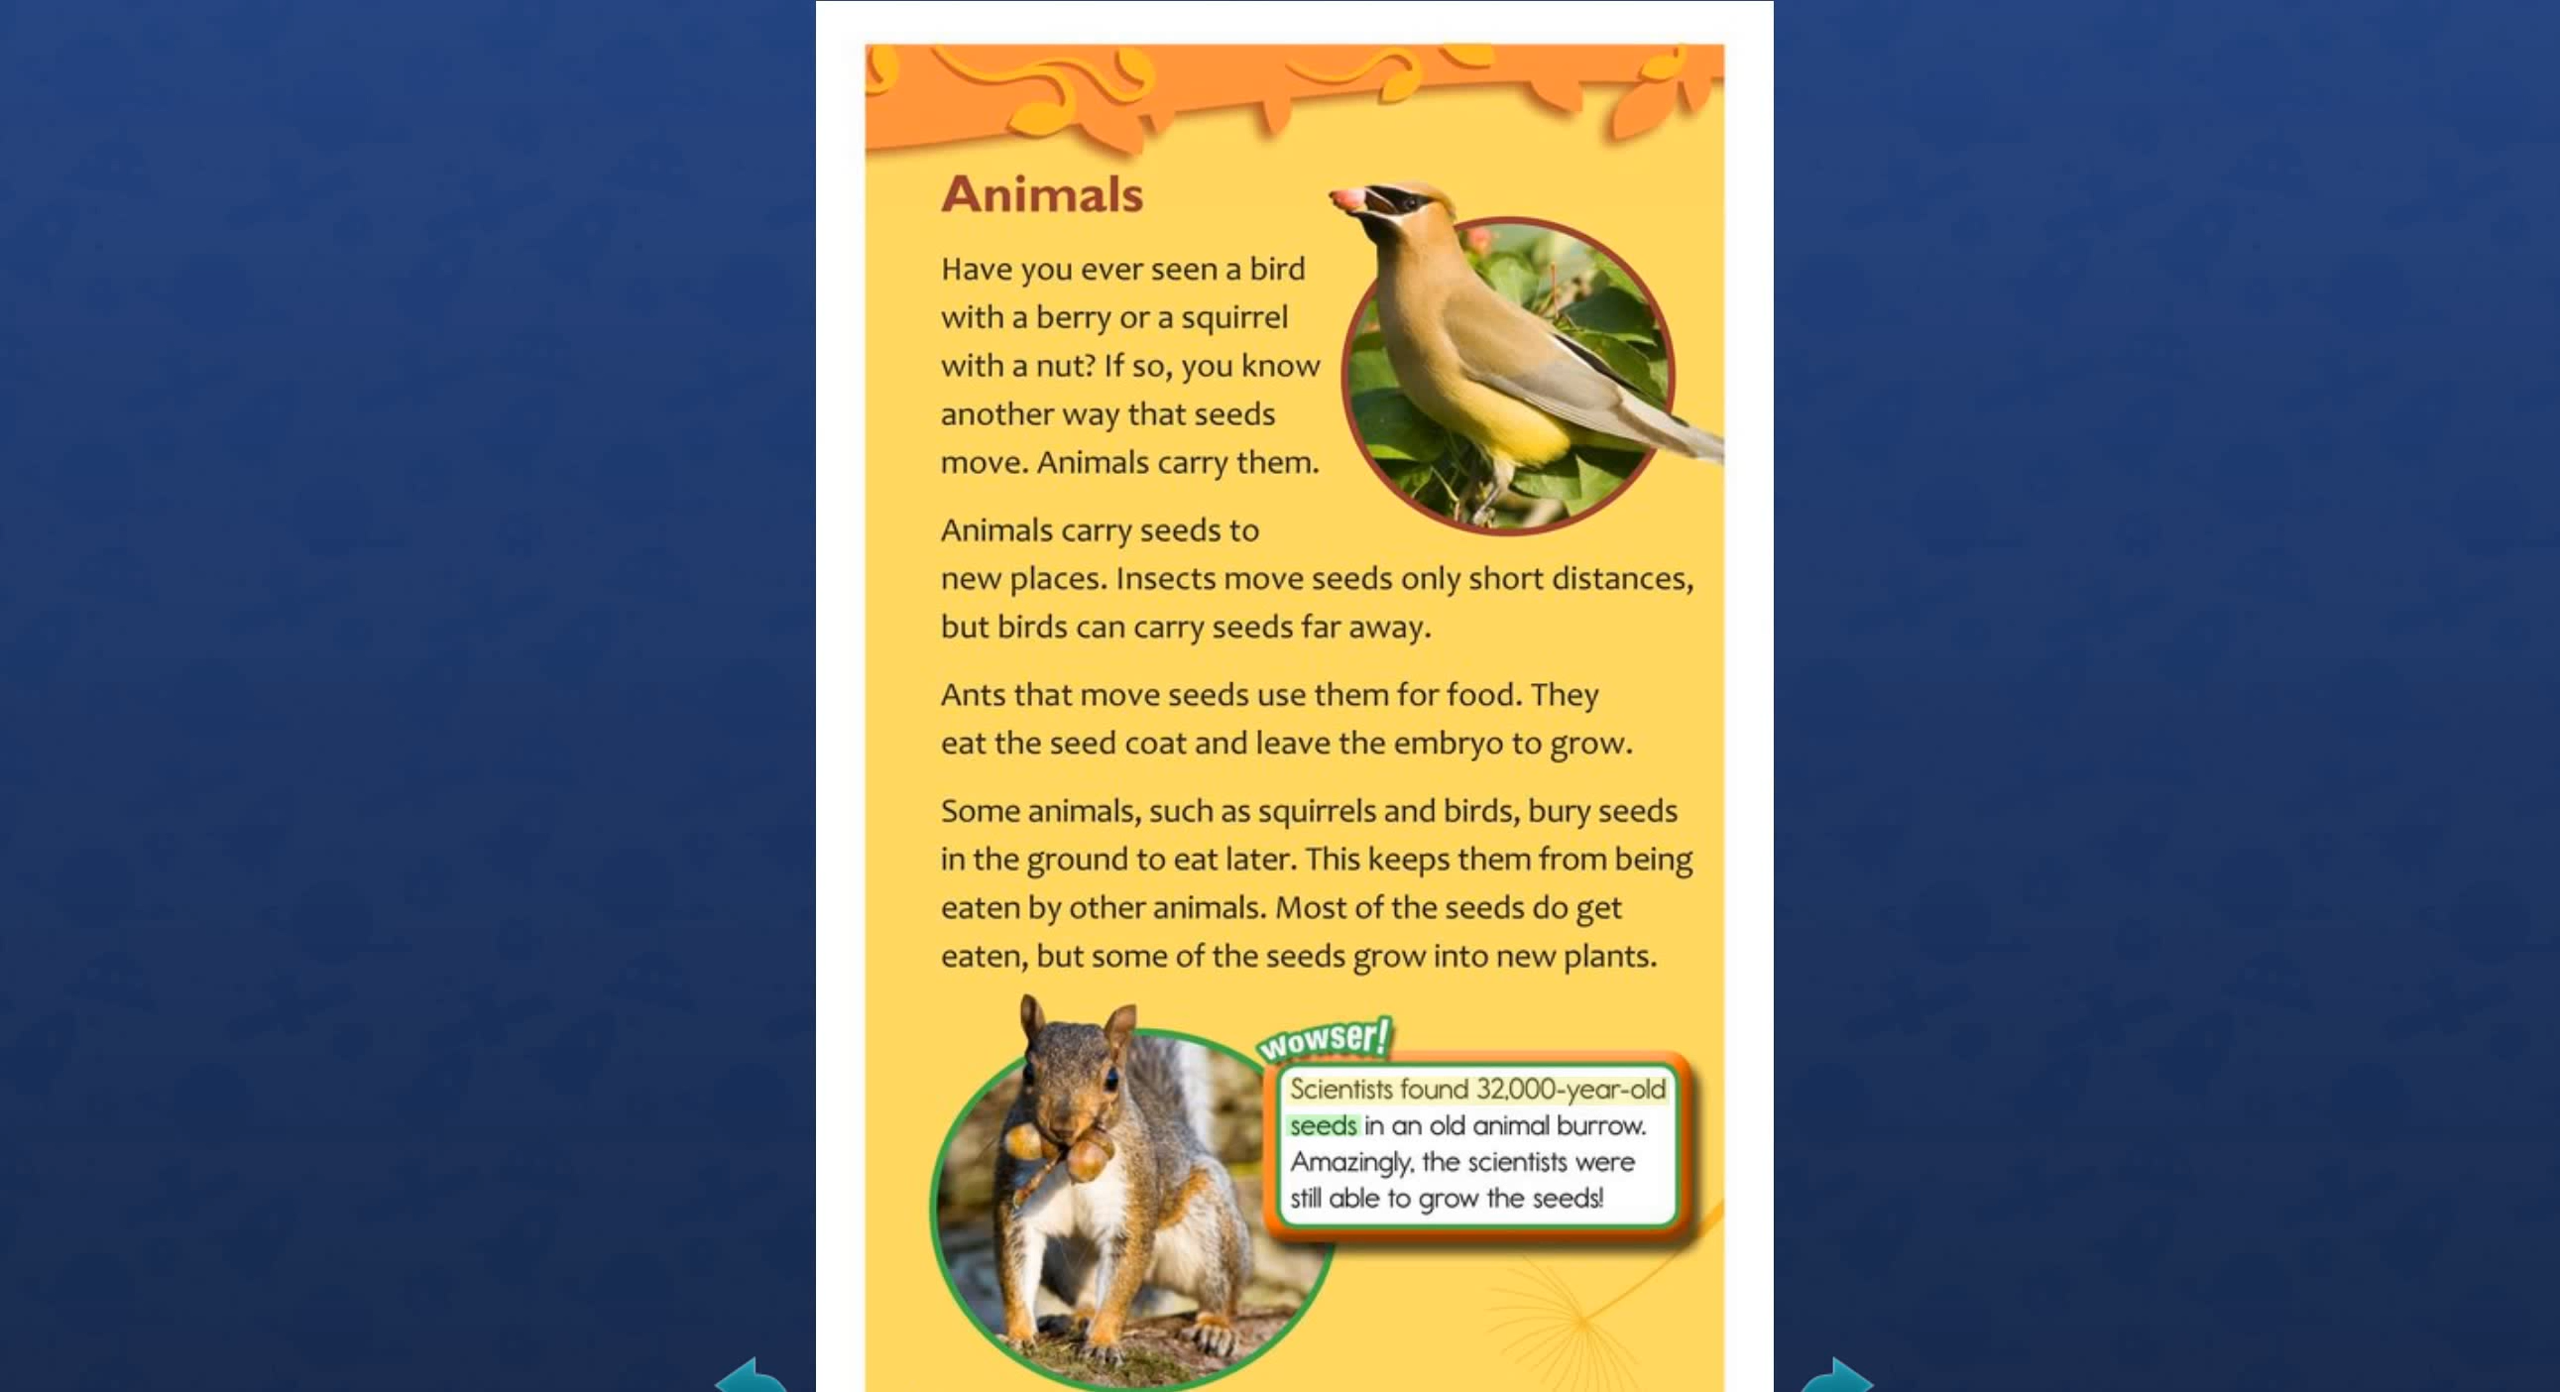 Animals
Have you ever seen a bird
with a berry or a squirrel
with a nut? If so, you know
another way that seeds
move. Animals carry them.
Animals carry seeds to
new places. Insects move seeds only short distances,
but birds can carry seeds far away.
Ants that move seeds use them for food. They
eat the seed coat and leave the embryo to grow.
Some animals, such as squirrels and birds, bury seeds
in the ground to eat later. This keeps them from being
eaten by other animals. Most of the seeds do get
eaten, but some of the seeds grow into new plants.
wowser!
Scientists found 32,000-year-old
seeds in an old animal burrow.
Amazingly, the scientists were
still able to grow the seeds!